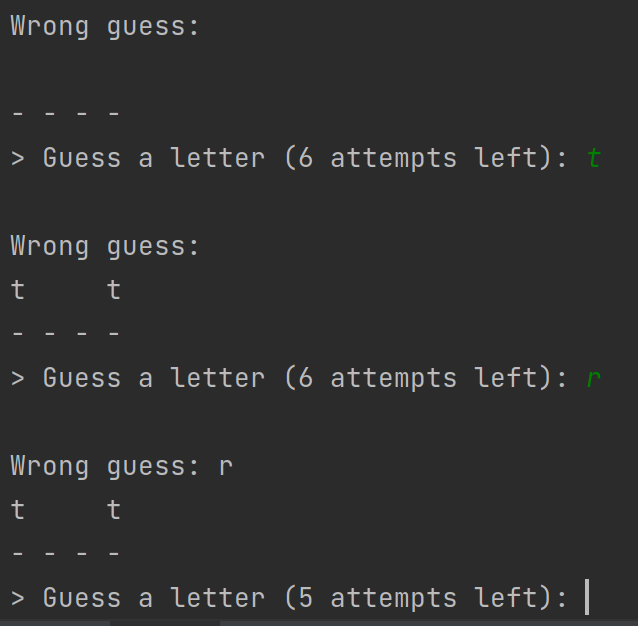 Wrong guess:
- - - -
> Guess a letter (6 attempts left): t
Wrong guess:
t     t
- - - -
> Guess a letter (6 attempts left): r
Wrong guess: r
t     t
- - - -
> Guess a letter (5 attempts left):